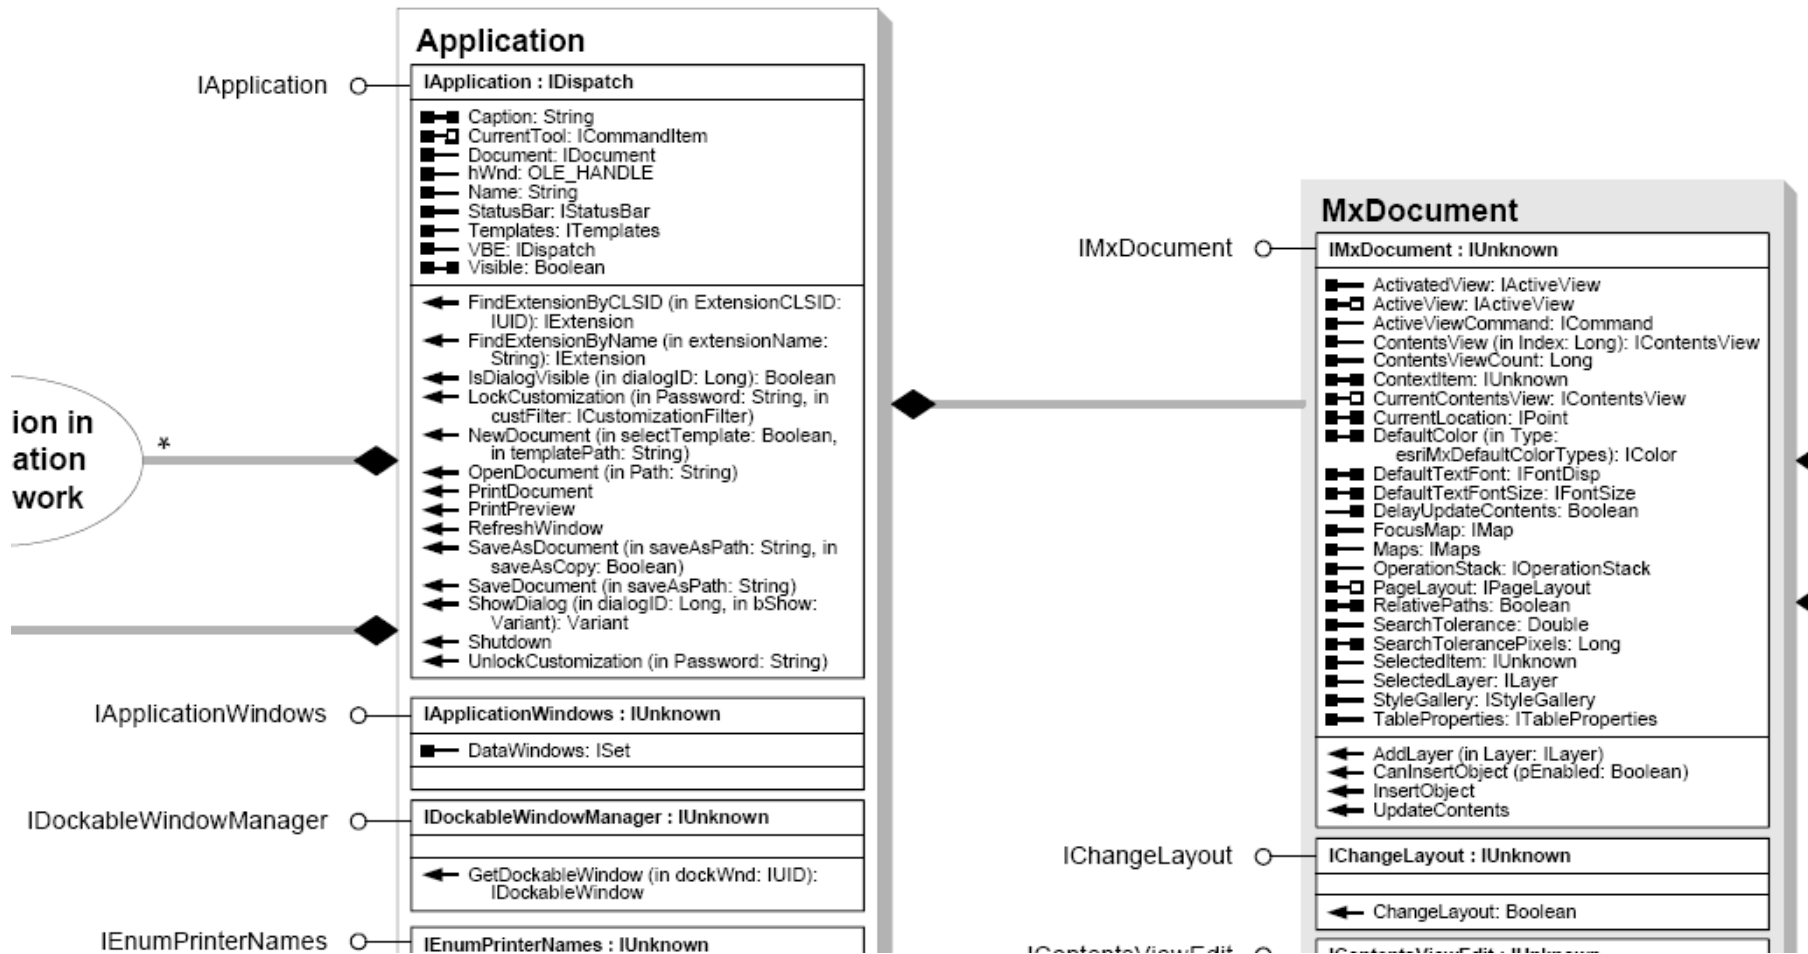 Application
IApplication
IApplication : IDispatch
Caption: String
CurrentTool: ICommandItem
Document: IDocument
hWnd: OLE_HANDLE
Name: String
StatusBar: IStatusBar
Templates: ITemplates
VBE: IDispatch
Visible: Boolean
FindExtensionByCLSID (in ExtensionCLSID:
IUID): IExtension
FindExtensionByName (in extensionName:
String): IExtension
IsDialogVisible (in dialogID: Long): Boolean
LockCustomization (in Password: String, in
custFilter: ICustomizationFilter)
NewDocument (in selectTemplate: Boolean,
in templatePath: String)
OpenDocument (in Path: String)
PrintDocument
PrintPreview
RefreshWindow
SaveAsDocument (in saveAsPath: String, in
saveAsCopy: Boolean)
SaveDocument (in saveAsPath: String)
ShowDialog (in dialogID: Long, in bShow:
Variant): Variant
Shutdown
UnlockCustomization (in Password: String)
ion in
ation
work
*
IApplicationWindows
IApplicationWindows : IUnknown
DataWindows: ISet
IDockableWindowManager
IDockableWindowManager : IUnknown
GetDockableWindow (in dockWnd: IUID):
IDockableWindow
IEnumPrinterNames
IEnumPrinterNames : IUnknown
MxDocument
IMxDocument
IMxDocument : IUnknown
ActivatedView: IActiveView
ActiveView: IActiveView
ActiveViewCommand: ICommand
ContentsView (in Index: Long): IContentsView
ContentsViewCount: Long
ContextItem: IUnknown
CurrentContentsView: IContentsView
CurrentLocation: IPoint
DefaultColor (in Type:
esriMxDefaultColorTypes): IColor
DefaultTextFont: IFontDisp
DefaultTextFontSize: IFontSize
DelayUpdateContents: Boolean
FocusMap: IMap
Maps: IMaps
OperationStack: IOperationStack
PageLayout: IPageLayout
RelativePaths: Boolean
SearchTolerance: Double
SearchTolerancePixels: Long
SelectedItem: IUnknown
SelectedLayer: ILayer
StyleGallery: IStyleGallery
TableProperties: ITableProperties
AddLayer (in Layer: ILayer)
CanInsertObject (pEnabled: Boolean)
InsertObject
UpdateContents
IChangeLayout
IChangeLayout : IUnknown
ChangeLayout: Boolean
IContentsViewEdit
IContentsViewEdit : IUnknown